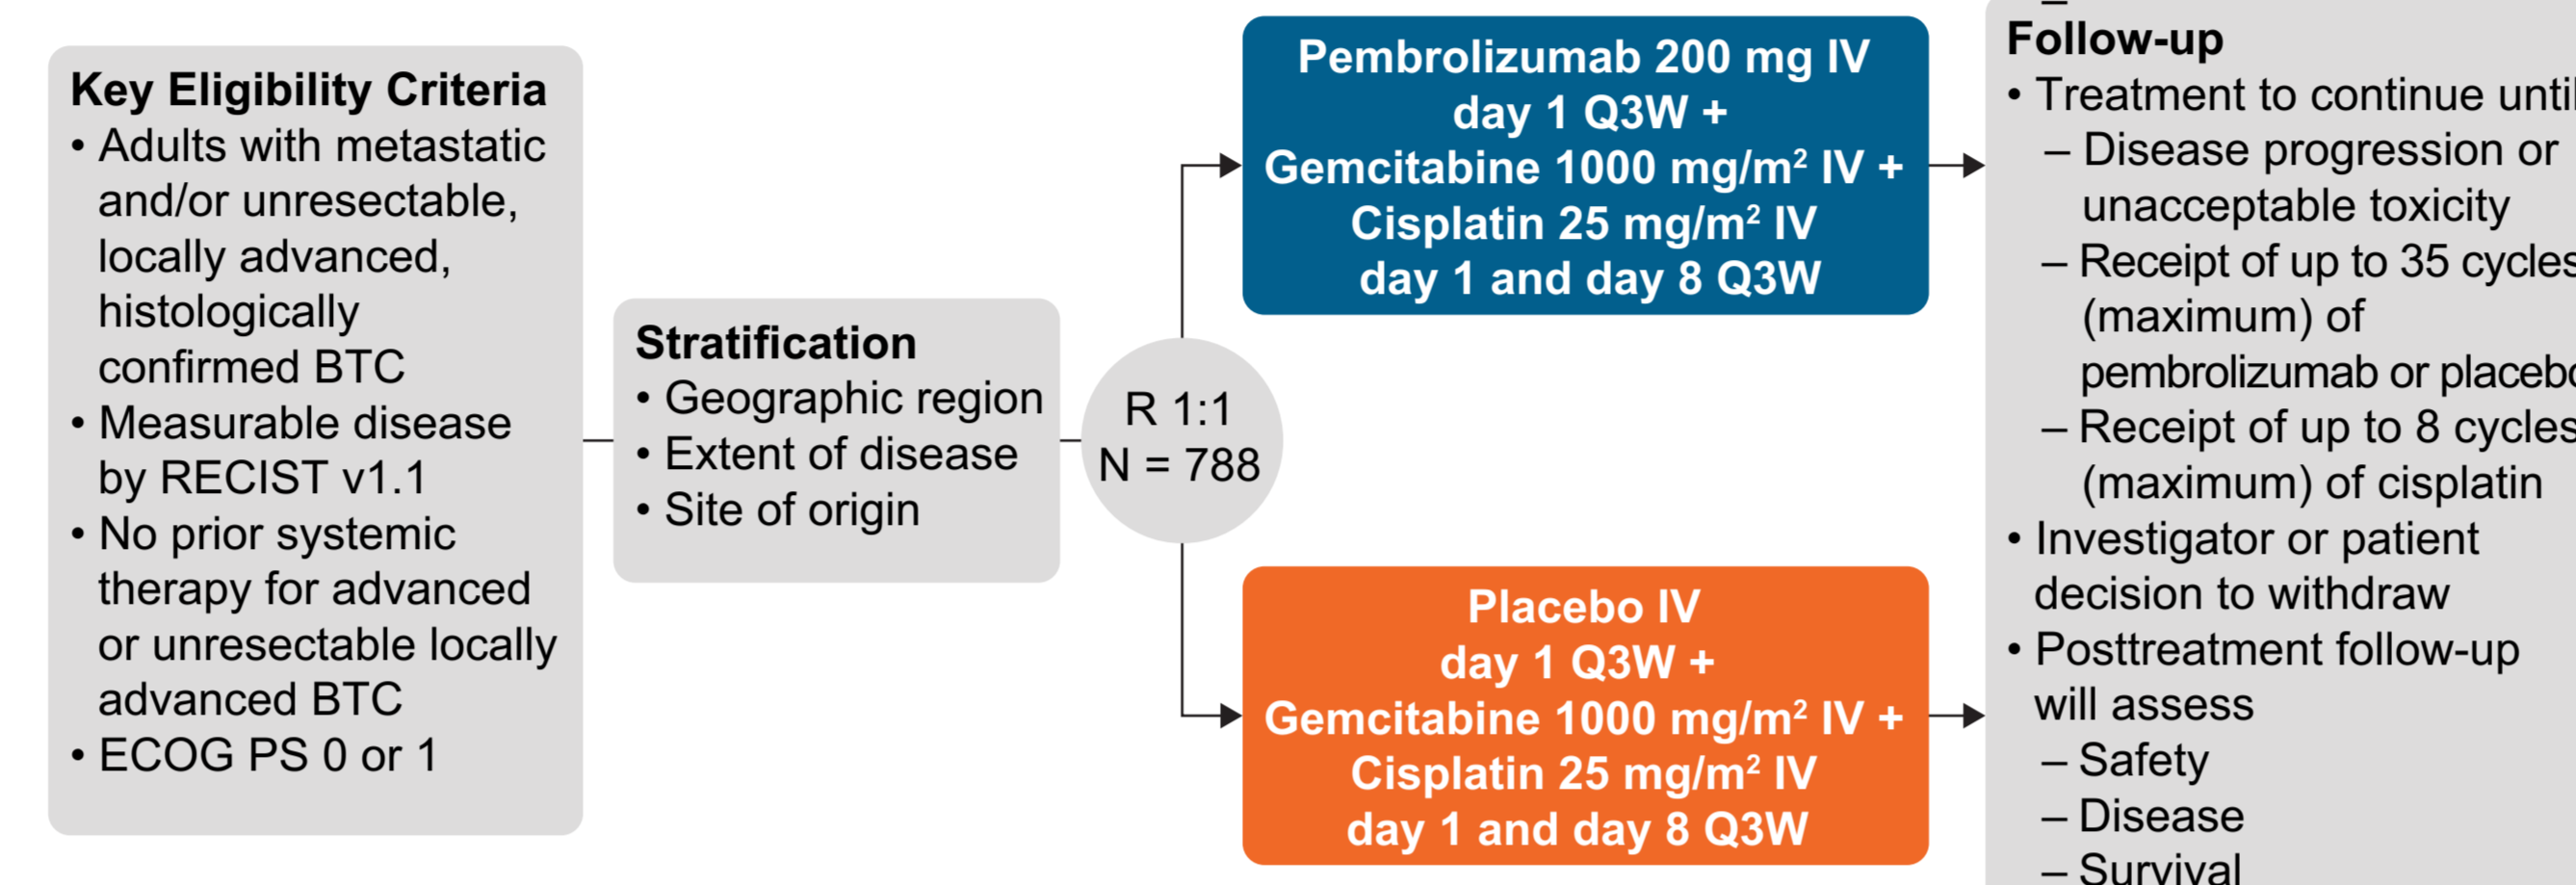 Key Eligibility Criteria
• Adults with metastatic
and/or unresectable,
locally advanced,
histologically
confirmed BTC
• Measurable disease
by RECIST v1.1
• No prior systemic
therapy for advanced
or unresectable locally
advanced BTC
• ECOG PS 0 or 1
Stratification
• Geographic region
• Extent of disease
• Site of origin
R 1:1
N = 788
Pembrolizumab 200 mg IV
day 1 Q3W +
Gemcitabine 1000 mg/m² IV +
Cisplatin 25 mg/m² IV
day 1 and day 8 Q3W
Placebo IV
day 1 Q3W +
Gemcitabine 1000 mg/m² IV +
Cisplatin 25 mg/m² IV
day 1 and day 8 Q3W
Follow-up
• Treatment to continue until
– Disease progression or
unacceptable toxicity
– Receipt of up to 35 cycles
(maximum) of
pembrolizumab or placebo
– Receipt of up to 8 cycles
(maximum) of cisplatin
• Investigator or patient
decision to withdraw
• Posttreatment follow-up
will assess
– Safety
– Disease
– Survival